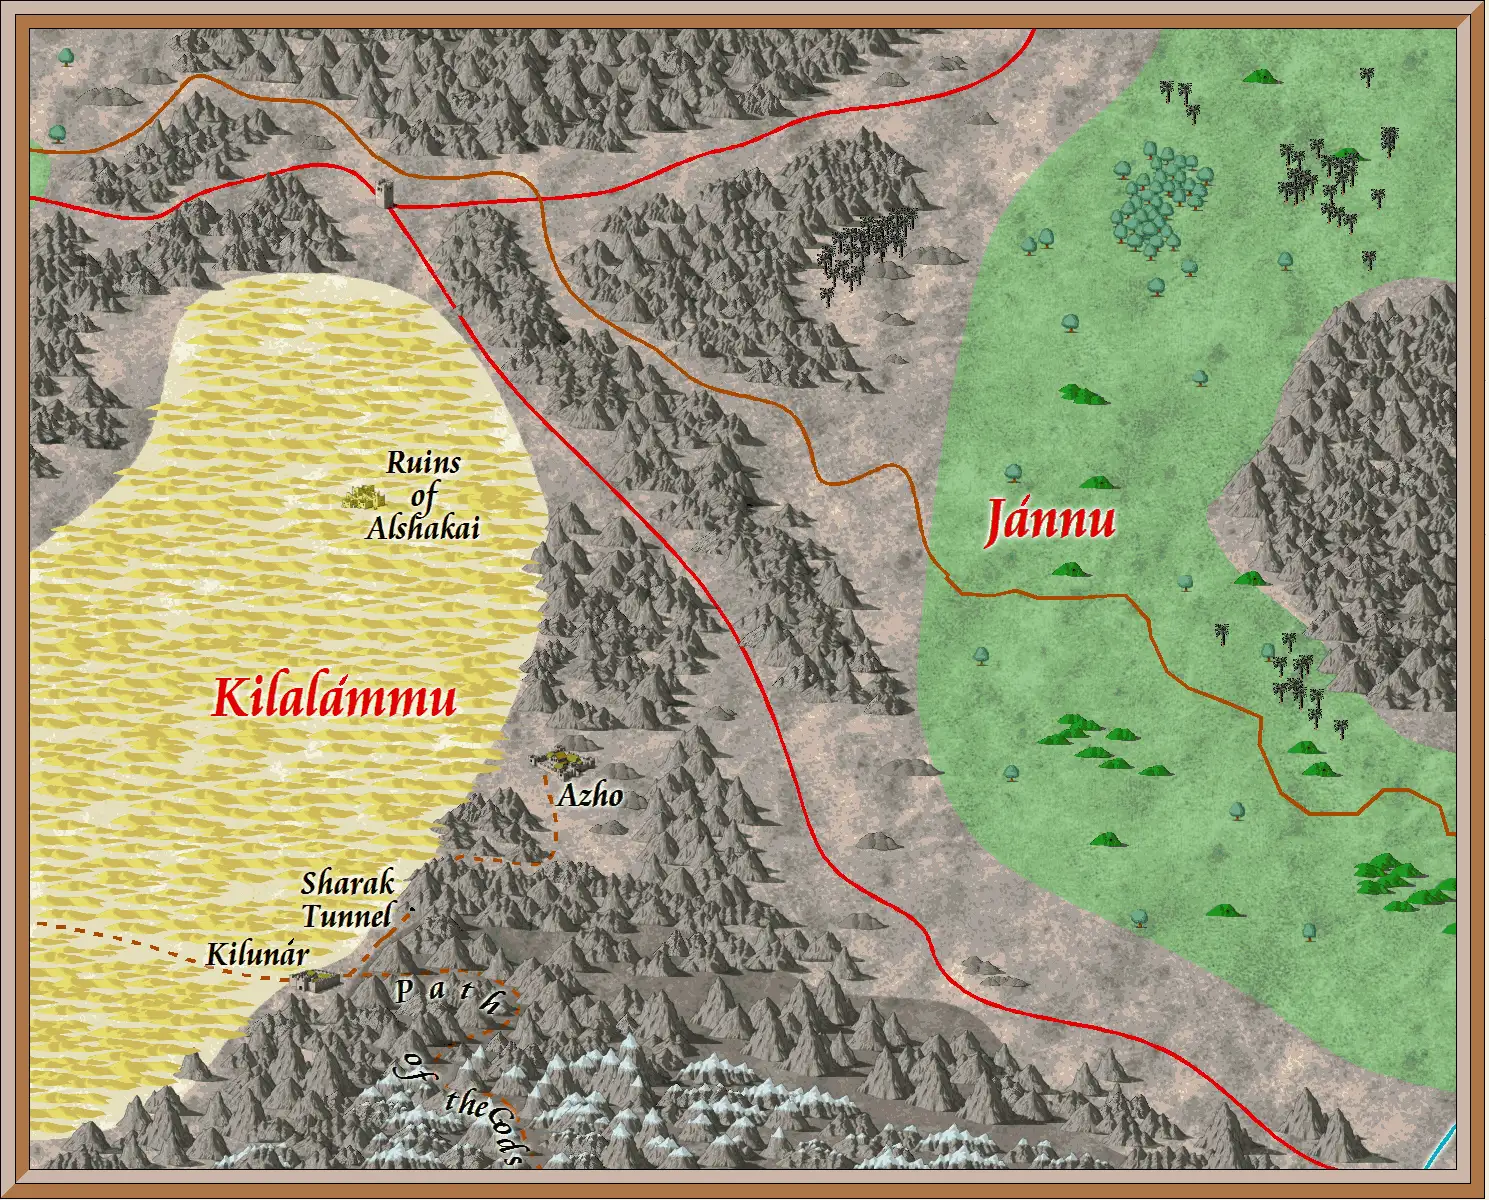 Ruins
of
Alshakai
Jánnu
Kilalámmu
Azho
Sharak
Tunnel
Kilunár
Path
of the Gods